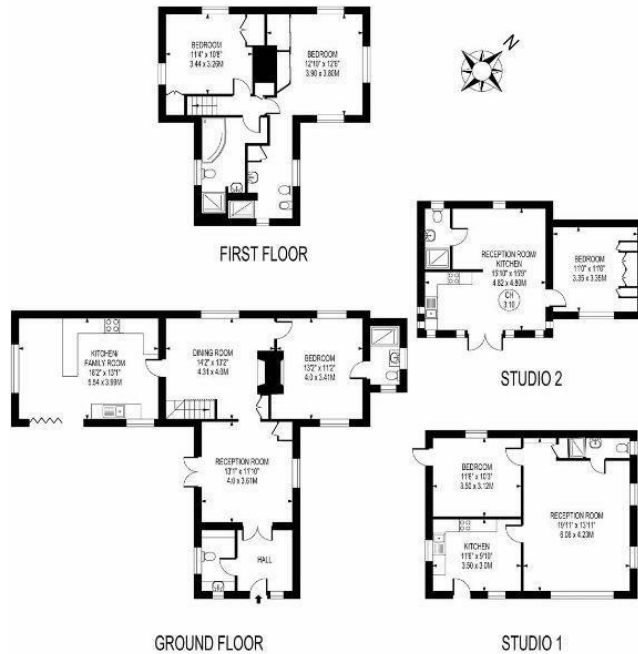 BEDROOM
11'4" x 10'8"
3.44 x 3.26M
BEDROOM
12'10" x 12'6"
3.90 x 3.80M
N
FIRST FLOOR
RECEPTION ROOM/
KITCHEN
15'10" x 15'9"
4.82 x 4.80M
CH
3.10
BEDROOM
11'0" x 11'0"
3.35 x 3.35M
STUDIO 2
KITCHEN/
FAMILY ROOM
18'2" x 13'1"
5.54 x 3.99M
DINING ROOM
14'2" x 13'2"
4.31 x 4.0M
BEDROOM
13'2" x 11'2"
4.0 x 3.41M
RECEPTION ROOM
13'1" x 11'10"
4.0 x 3.61M
HALL
GROUND FLOOR
BEDROOM
11'6" x 10'3"
3.50 x 3.12M
RECEPTION ROOM
19'11" x 13'11"
6.08 x 4.23M
KITCHEN
11'6" x 9'10"
3.50 x 3.0M
STUDIO 1